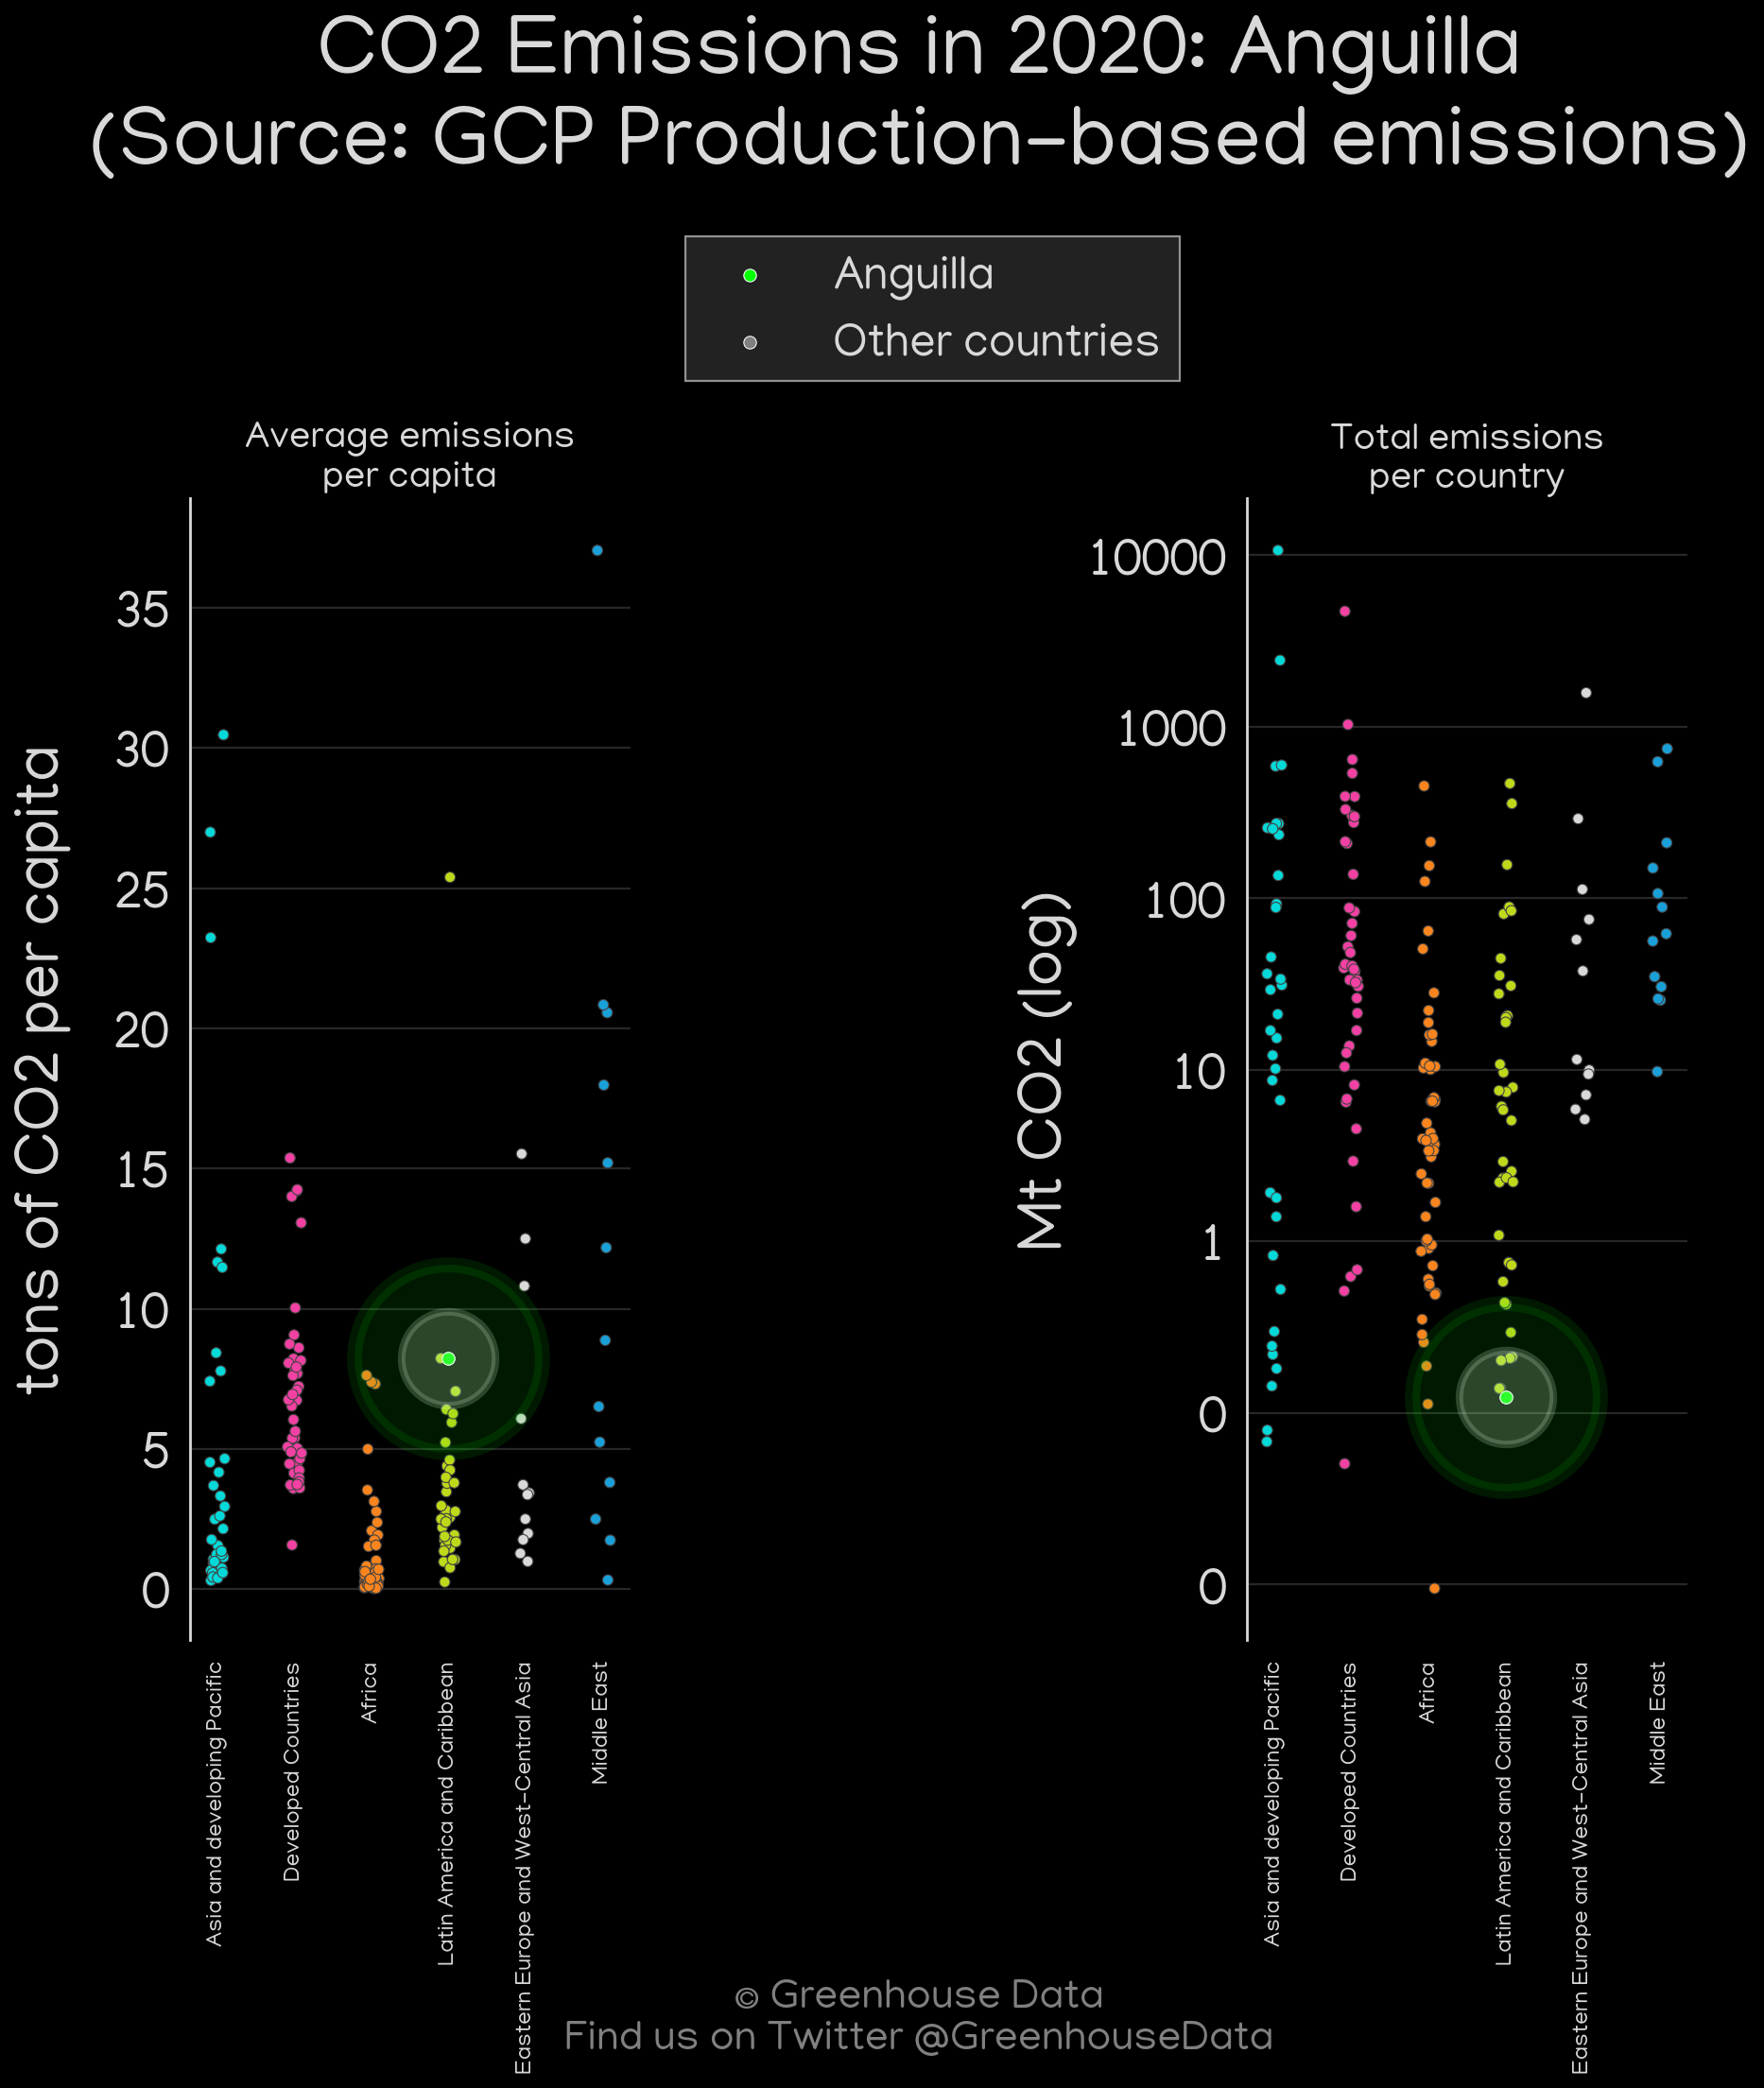 CO2 Emissions in 2020: Anguilla
(Source: GCP Production-based emissions)
Anguilla
Other countries
Average emissions
per capita
tons of CO2 per capita
35
30
25
20
15
10
5
0
Asia and developing Pacific
Developed Countries
Africa
Latin America and Caribbean
Eastern Europe and West-Central Asia
Middle East
Total emissions
per country
Mt CO2 (log)
10000
1000
100
10
1
0
0
Asia and developing Pacific
Developed Countries
Africa
Latin America and Caribbean
Eastern Europe and West-Central Asia
Middle East
© Greenhouse Data
Find us on Twitter @GreenhouseData